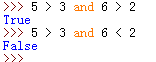 >>> 5 > 3 and 6 > 2
True
>>> 5 > 3 and 6 < 2
False
>>>